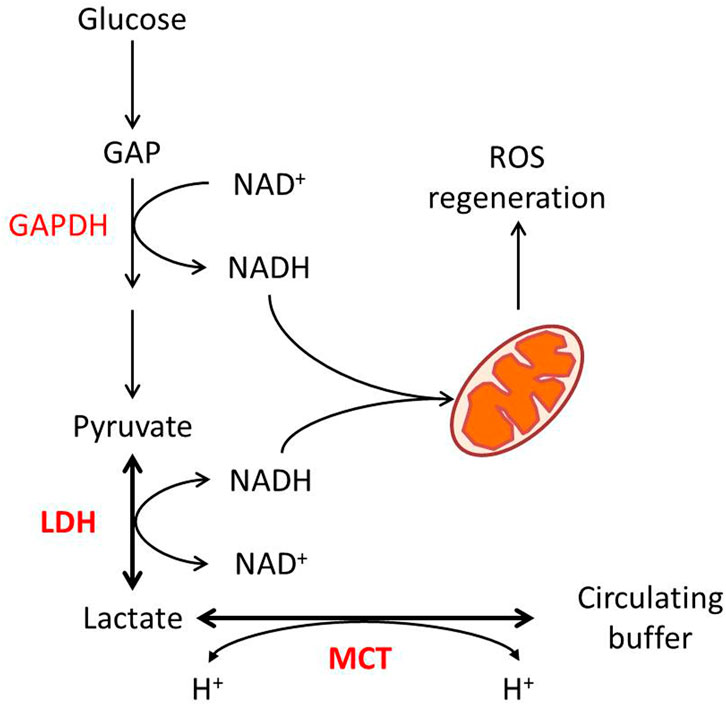 Glucose
GAP
NAD⁺
GAPDH
NADH
ROS
regeneration
Pyruvate
NADH
LDH
NAD⁺
Lactate
MCT
H⁺
H⁺
Circulating
buffer